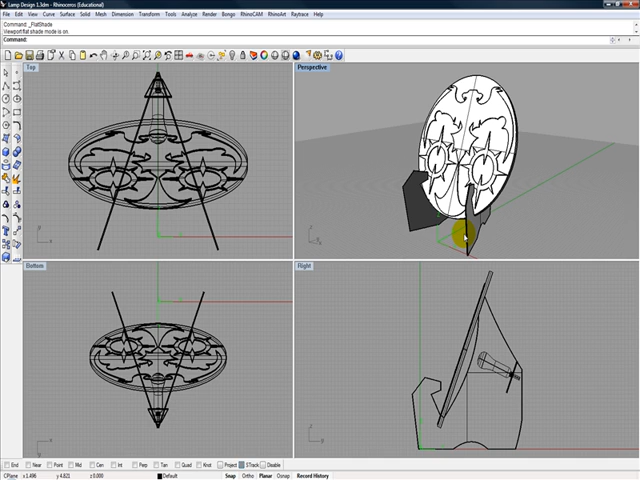 Lamp Design 1.3dm - Rhinoceros (Educational)
File Edit View Curve Surface Solid Mesh Dimension Transform Tools Analyze Render Bongo RhinoCAM RhinoArt Raytrace Help
Command: _FlatShade
Viewport flat shade mode is on.
Command:
Top
Perspective
Bottom
Right
End Near Point Mid Cen Int Perp Tan Quad Knot Project STrack Disable
CPlane x 1.496 y 4.821 z 0.000 Default Snap Ortho Planar Osnap Record History